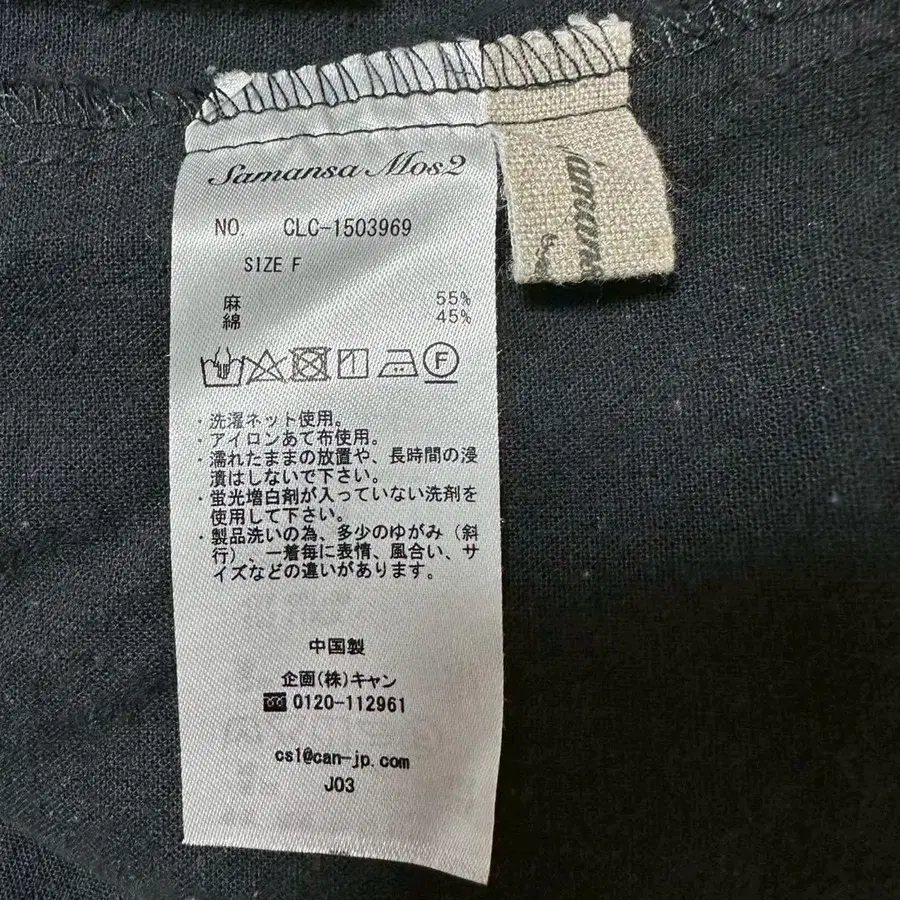 Samansa Mos2
NO. CLC-1503969
SIZE F
麻 55%
綿 45%
F
・洗濯ネット使用。
・アイロンあて布使用。
・濡れたままの放置や、長時間の浸
漬はしないで下さい。
・蛍光増白剤が入っていない洗剤を
使用して下さい。
・製品洗いの為、多少のゆがみ（斜
行）、一着毎に表情、風合い、サ
イズなどの違いがあります。
中国製
企画(株)キャン
0120-112961
cs1@can-jp.com
J03